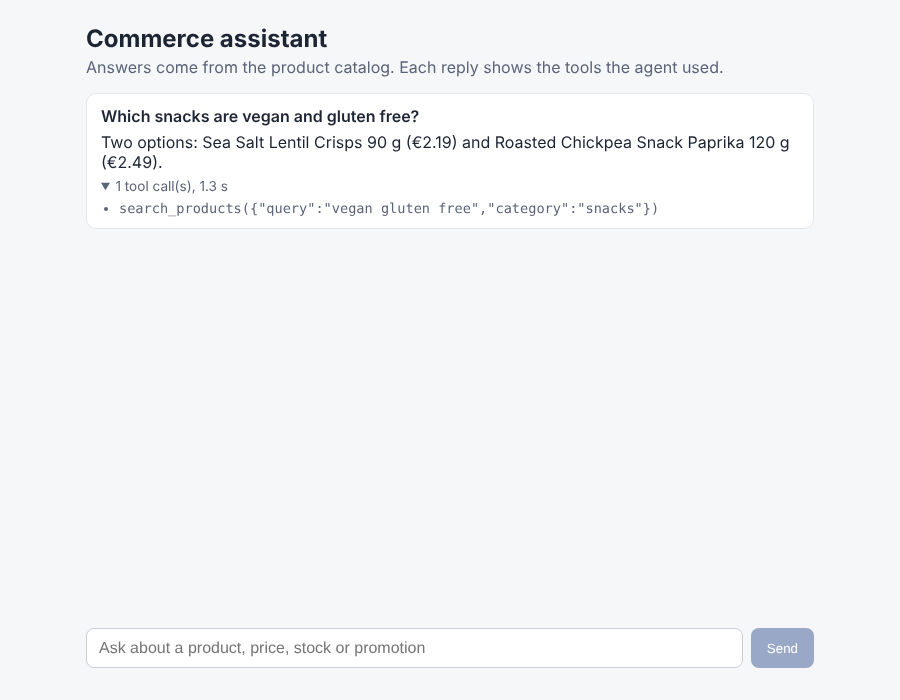 Commerce assistant
Answers come from the product catalog. Each reply shows the tools the agent used.
Which snacks are vegan and gluten free?
Two options: Sea Salt Lentil Crisps 90 g (€2.19) and Roasted Chickpea Snack Paprika 120 g
(€2.49).
▼ 1 tool call(s), 1.3 s
• search_products({"query":"vegan gluten free","category":"snacks"})
Ask about a product, price, stock or promotion
Send